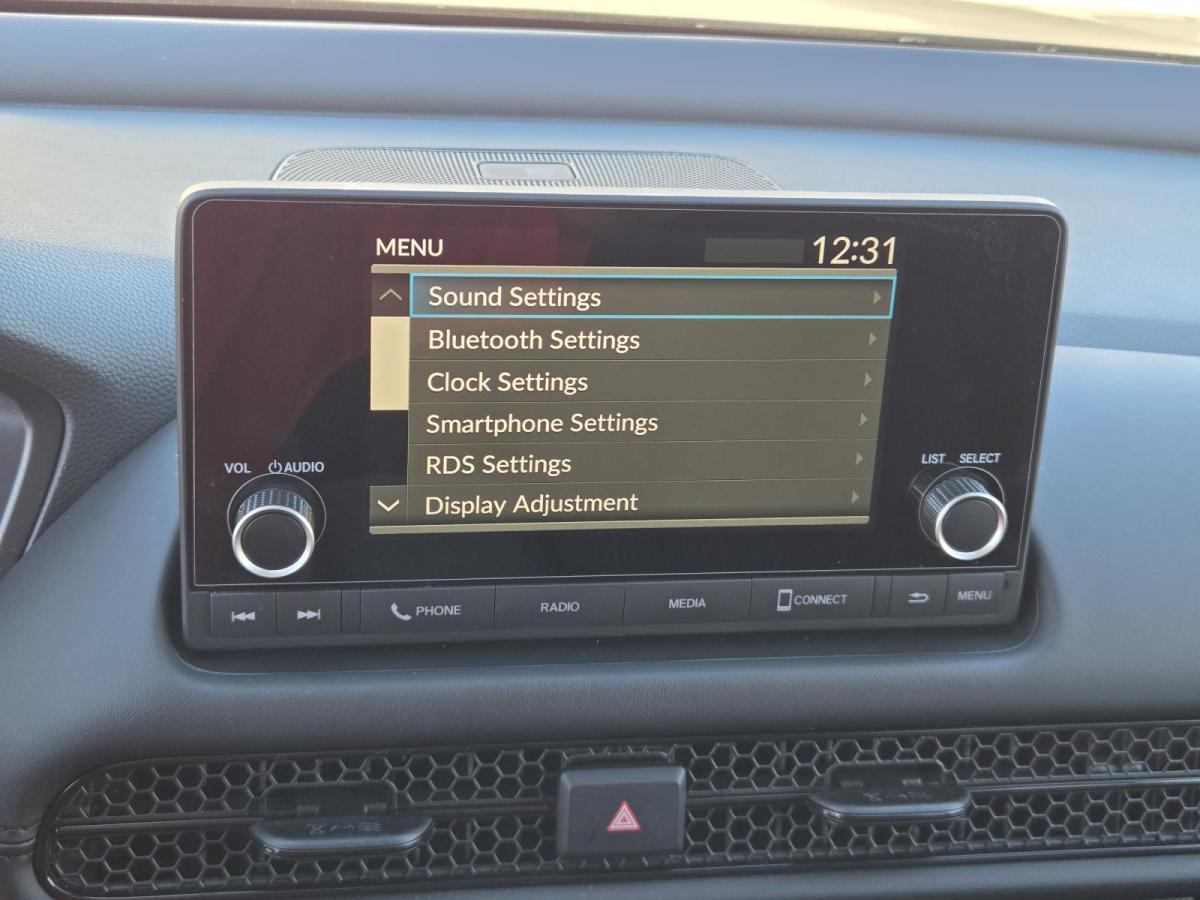 MENU 12:31
Sound Settings
Bluetooth Settings
Clock Settings
Smartphone Settings
RDS Settings
Display Adjustment
VOL AUDIO
LIST SELECT
PHONE RADIO MEDIA CONNECT MENU